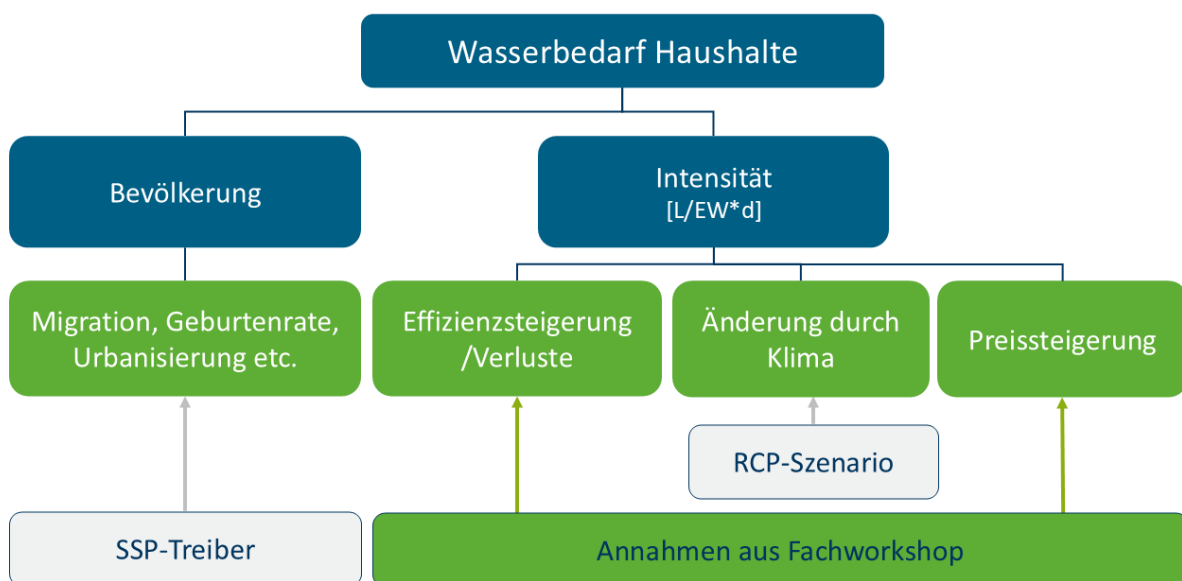 Wasserbedarf Haushalte
Bevölkerung
Intensität
[L/EW*d]
Migration, Geburtenrate,
Urbanisierung etc.
Effizienzsteigerung
/Verluste
Änderung durch
Klima
Preissteigerung
RCP-Szenario
SSP-Treiber
Annahmen aus Fachworkshop